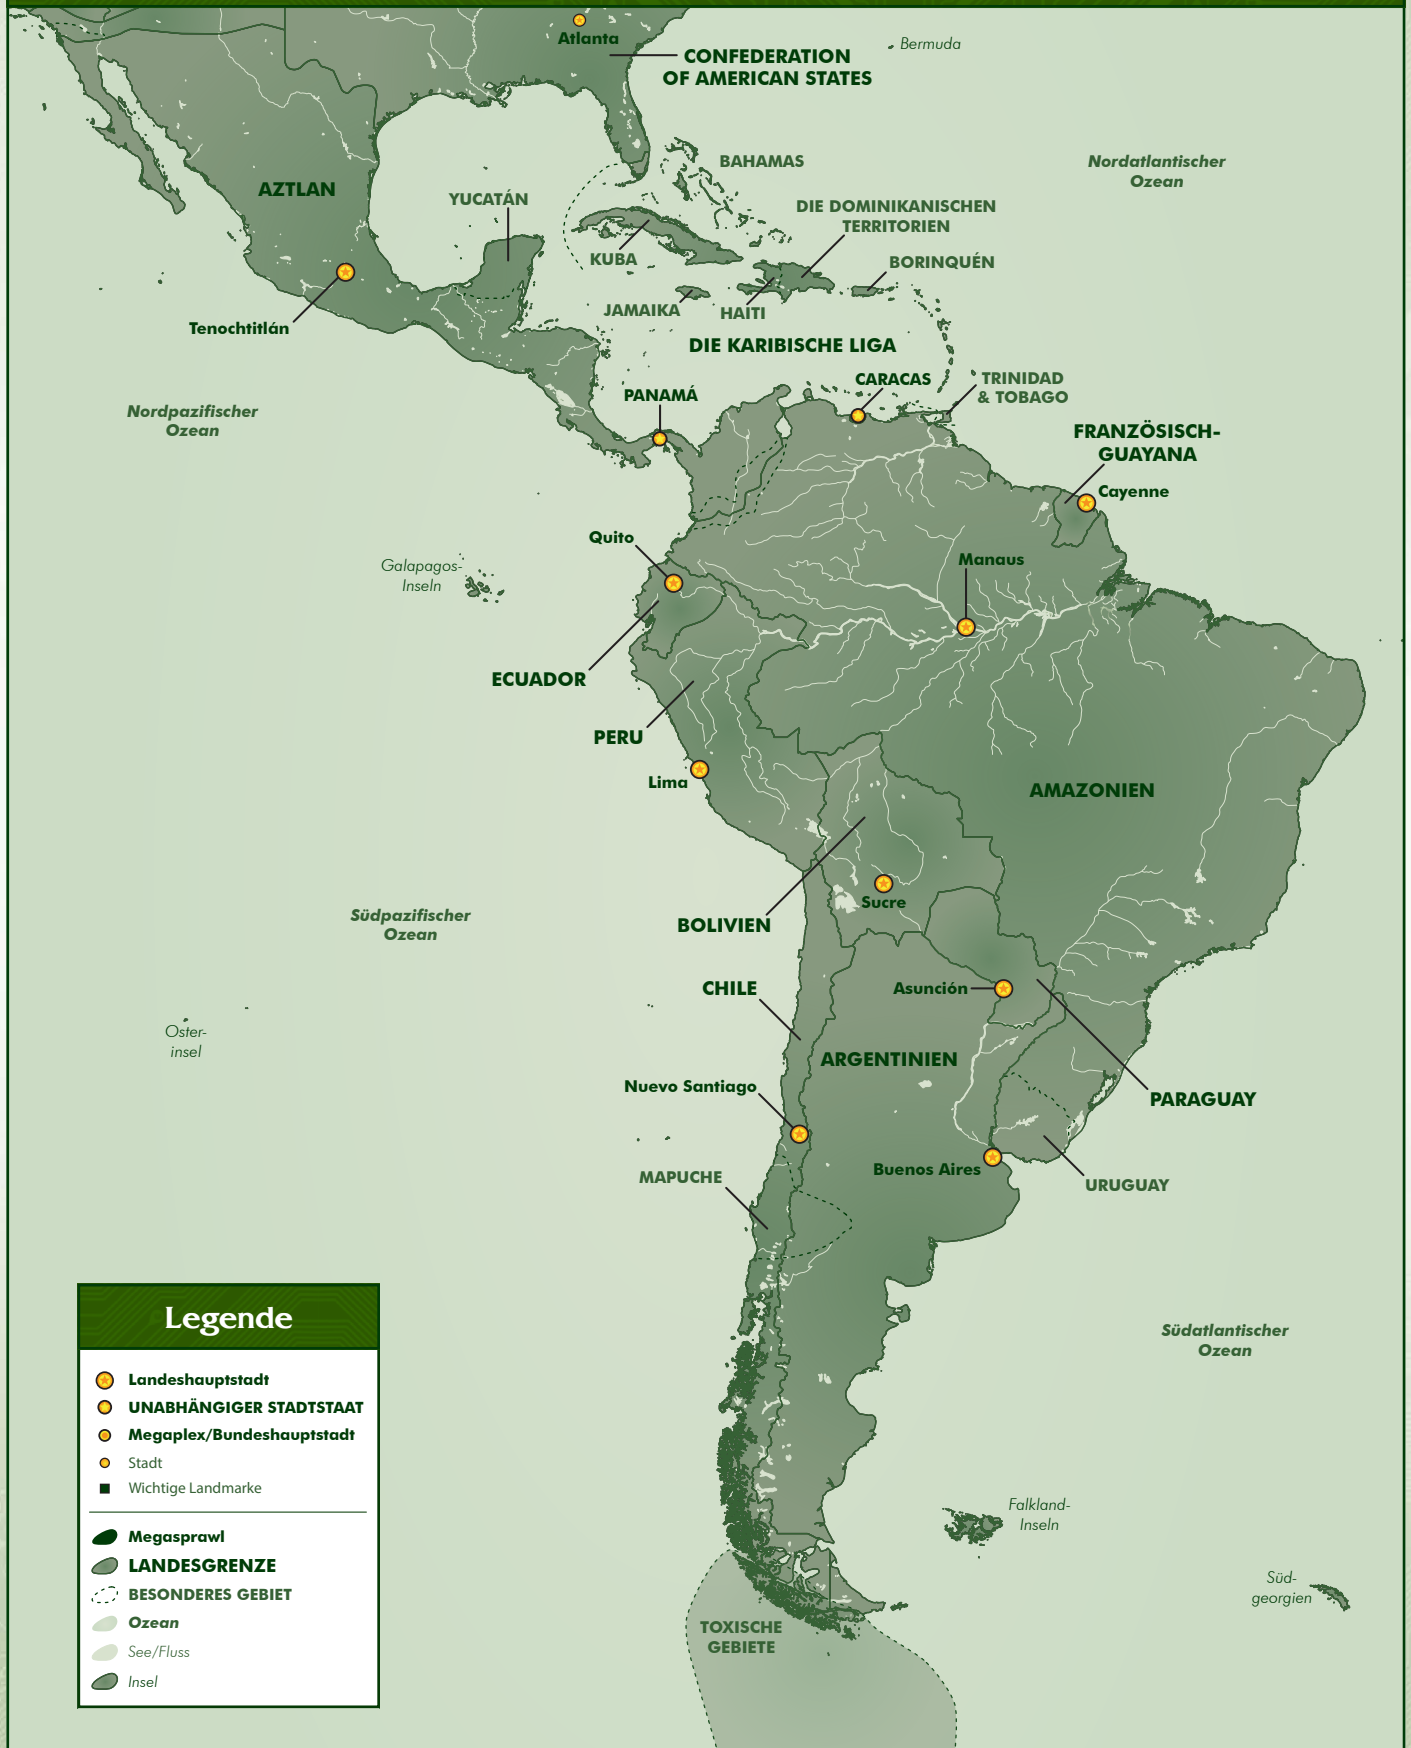 Atlanta
CONFEDERATION
OF AMERICAN STATES
Bermuda
BAHAMAS
Nordatlantischer
Ozean
AZTLAN
YUCATÁN
DIE DOMINIKANISCHEN
TERRITORIEN
KUBA
BORINQUÉN
JAMAIKA
HAITI
Tenochtitlán
DIE KARIBISCHE LIGA
CARACAS
TRINIDAD
& TOBAGO
PANAMÁ
Nordpazifischer
Ozean
FRANZÖSISCH-
GUAYANA
Cayenne
Quito
Manaus
Galapagos-
Inseln
ECUADOR
PERU
Lima
AMAZONIEN
Sucre
BOLIVIEN
Südpazifischer
Ozean
CHILE
Asunción
Oster-
insel
ARGENTINIEN
Nuevo Santiago
PARAGUAY
Buenos Aires
MAPUCHE
URUGUAY
Südatlantischer
Ozean
Falkland-
Inseln
Süd-
georgien
TOXISCHE
GEBIETE
Legende
Landeshauptstadt
UNABHÄNGIGER STADTSTAAT
Megaplex/Bundeshauptstadt
Stadt
Wichtige Landmarke
Megasprawl
LANDESGRENZE
BESONDERES GEBIET
Ozean
See/Fluss
Insel